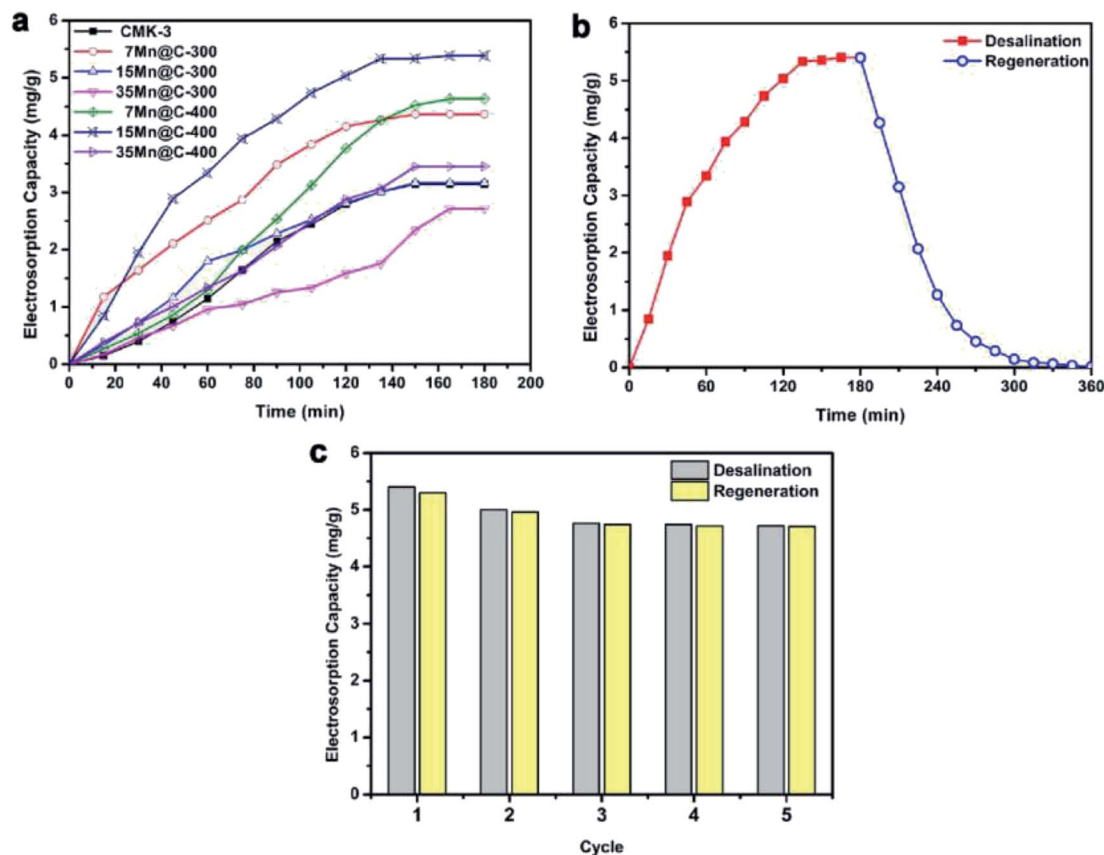 a
Electrosorption Capacity (mg/g)
6
5
4
3
2
1
0
CMK-3
7Mn@C-300
15Mn@C-300
35Mn@C-300
7Mn@C-400
15Mn@C-400
35Mn@C-400
0 20 40 60 80 100 120 140 160 180 200
Time (min)
b
Electrosorption Capacity (mg/g)
6
5
4
3
2
1
0
Desalination
Regeneration
0 60 120 180 240 300 360
Time (min)
c
Electrosorption Capacity (mg/g)
6
5
4
3
2
1
0
Desalination
Regeneration
1 2 3 4 5
Cycle